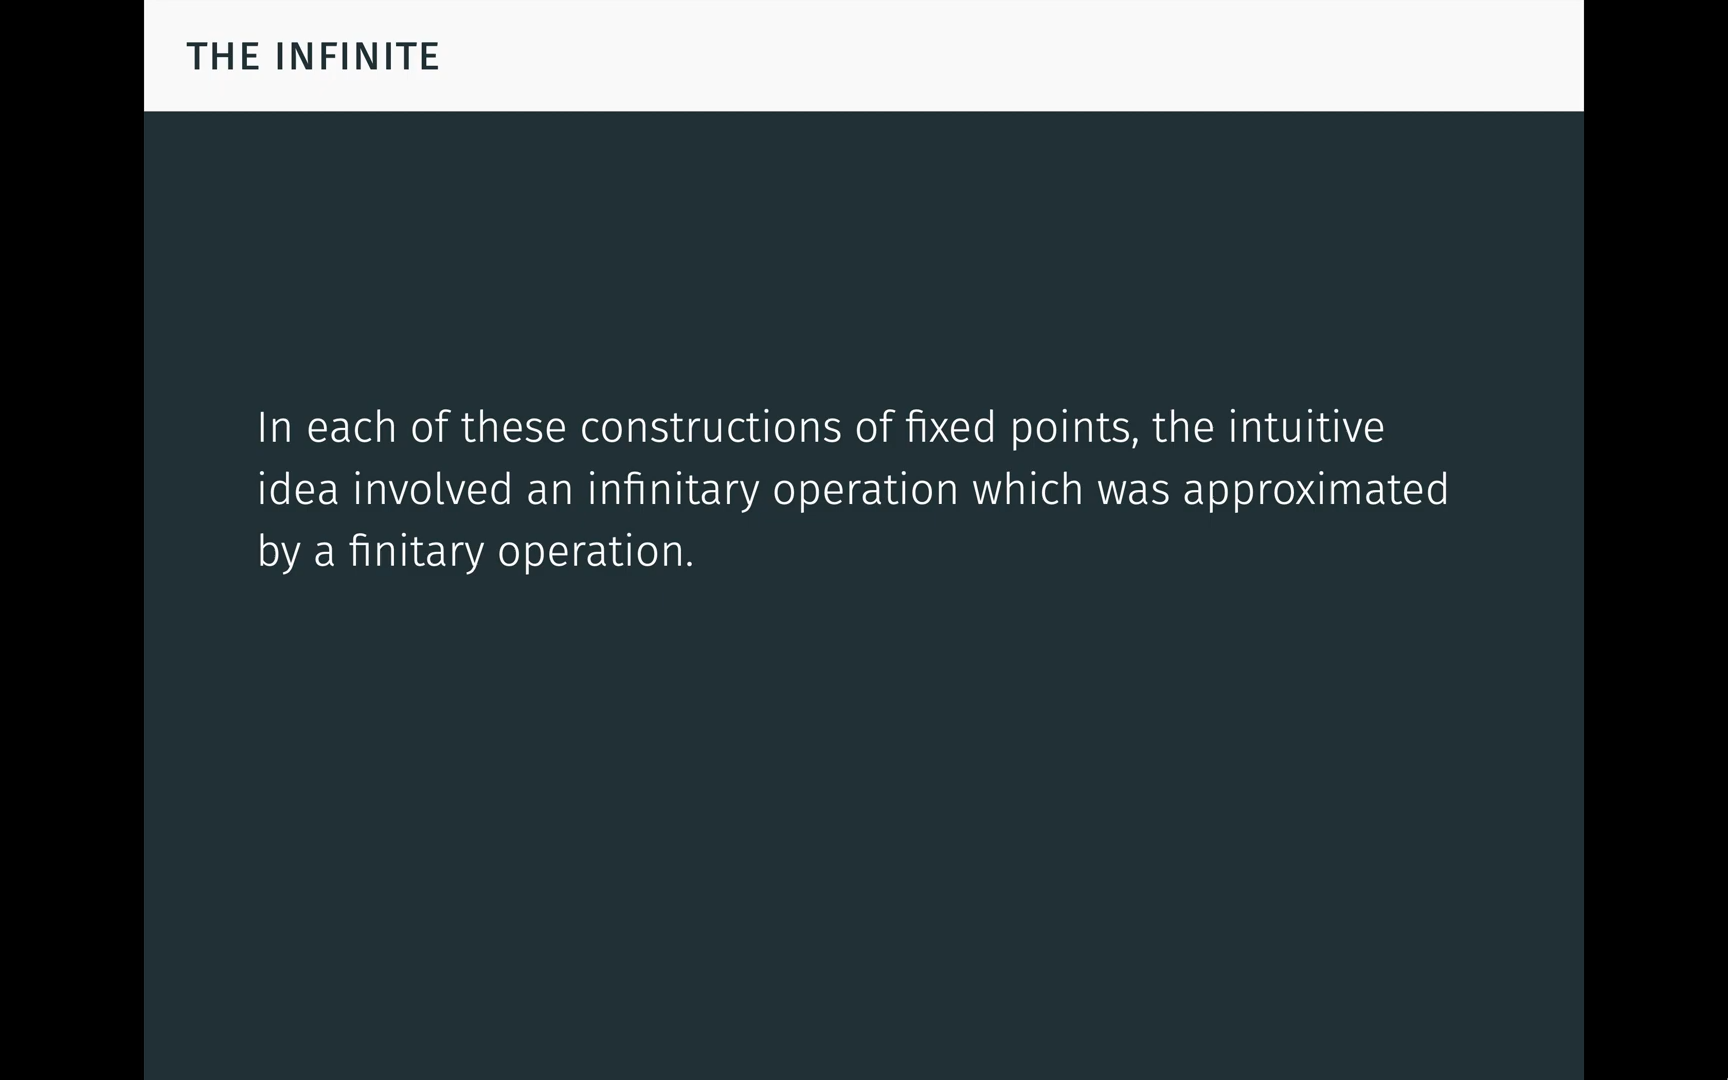 THE INFINITE
In each of these constructions of fixed points, the intuitive
idea involved an infinitary operation which was approximated
by a finitary operation.